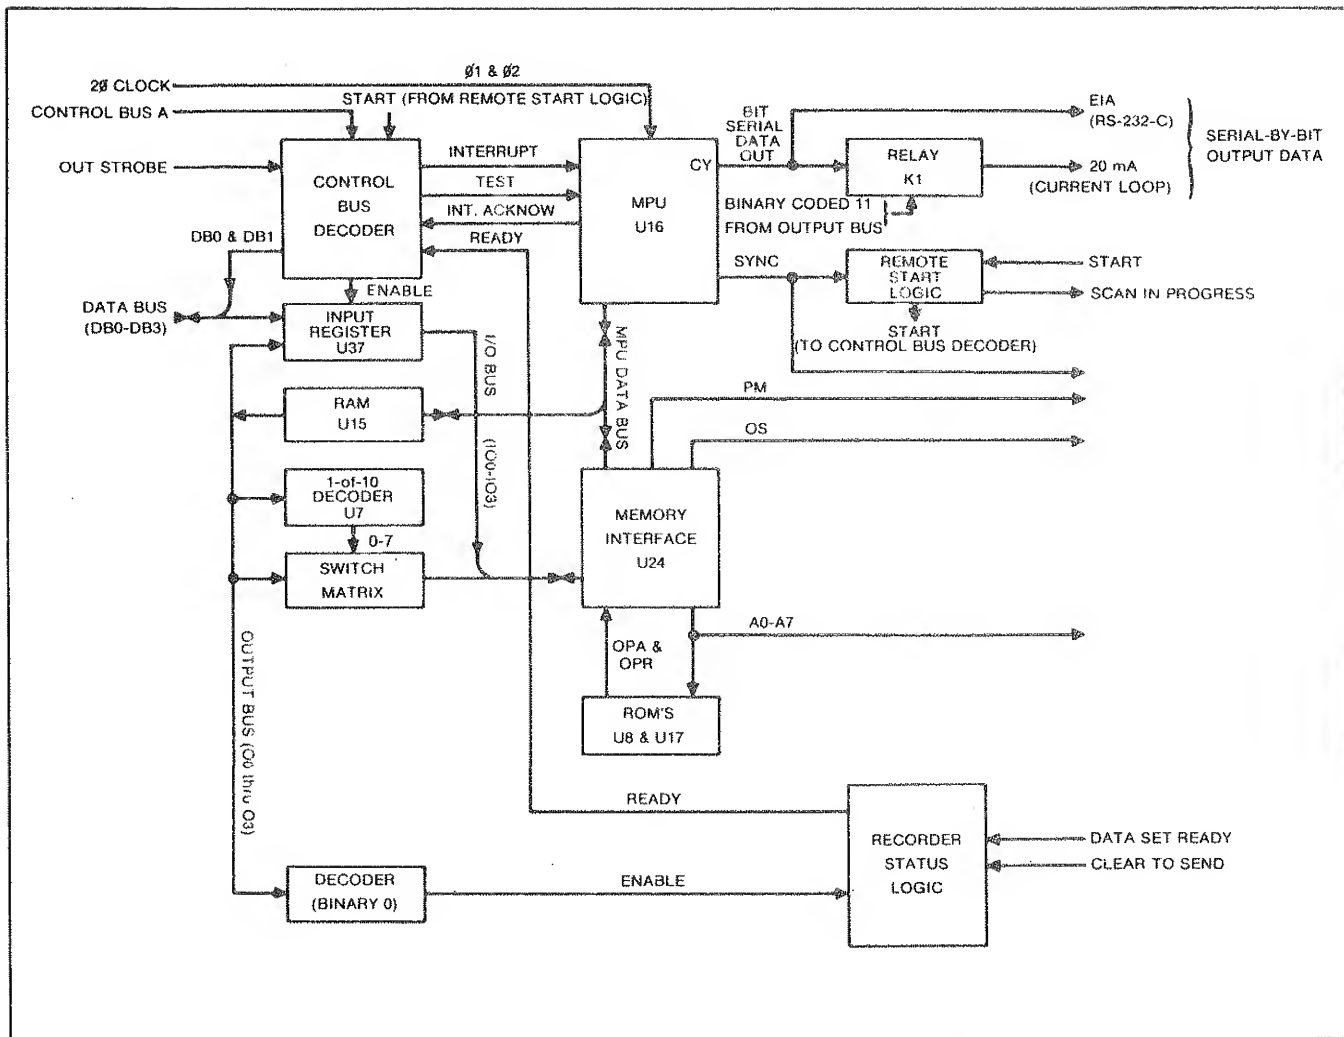 Ø1 & Ø2
2Ø CLOCK
START (FROM REMOTE START LOGIC)
CONTROL BUS A
OUT STROBE
CONTROL
BUS
DECODER
INTERRUPT
TEST
INT. ACKNOW
READY
MPU
U16
CY
BIT
SERIAL
DATA
OUT
RELAY
K1
EIA
(RS-232-C)
20 mA
(CURRENT LOOP)
SERIAL-BY-BIT
OUTPUT DATA
BINARY CODED 11
FROM OUTPUT BUS
SYNC
REMOTE
START
LOGIC
START
SCAN IN PROGRESS
START
(TO CONTROL BUS DECODER)
DB0 & DB1
ENABLE
DATA BUS
(DB0-DB3)
INPUT
REGISTER
U37
I/O BUS
(IO0-IO3)
MPU DATA BUS
RAM
U15
PM
OS
1-of-10
DECODER
U7
0-7
SWITCH
MATRIX
MEMORY
INTERFACE
U24
A0-A7
OPA &
OPR
ROM'S
U8 & U17
OUTPUT BUS (O0 thru O3)
READY
RECORDER
STATUS
LOGIC
DATA SET READY
CLEAR TO SEND
DECODER
(BINARY 0)
ENABLE